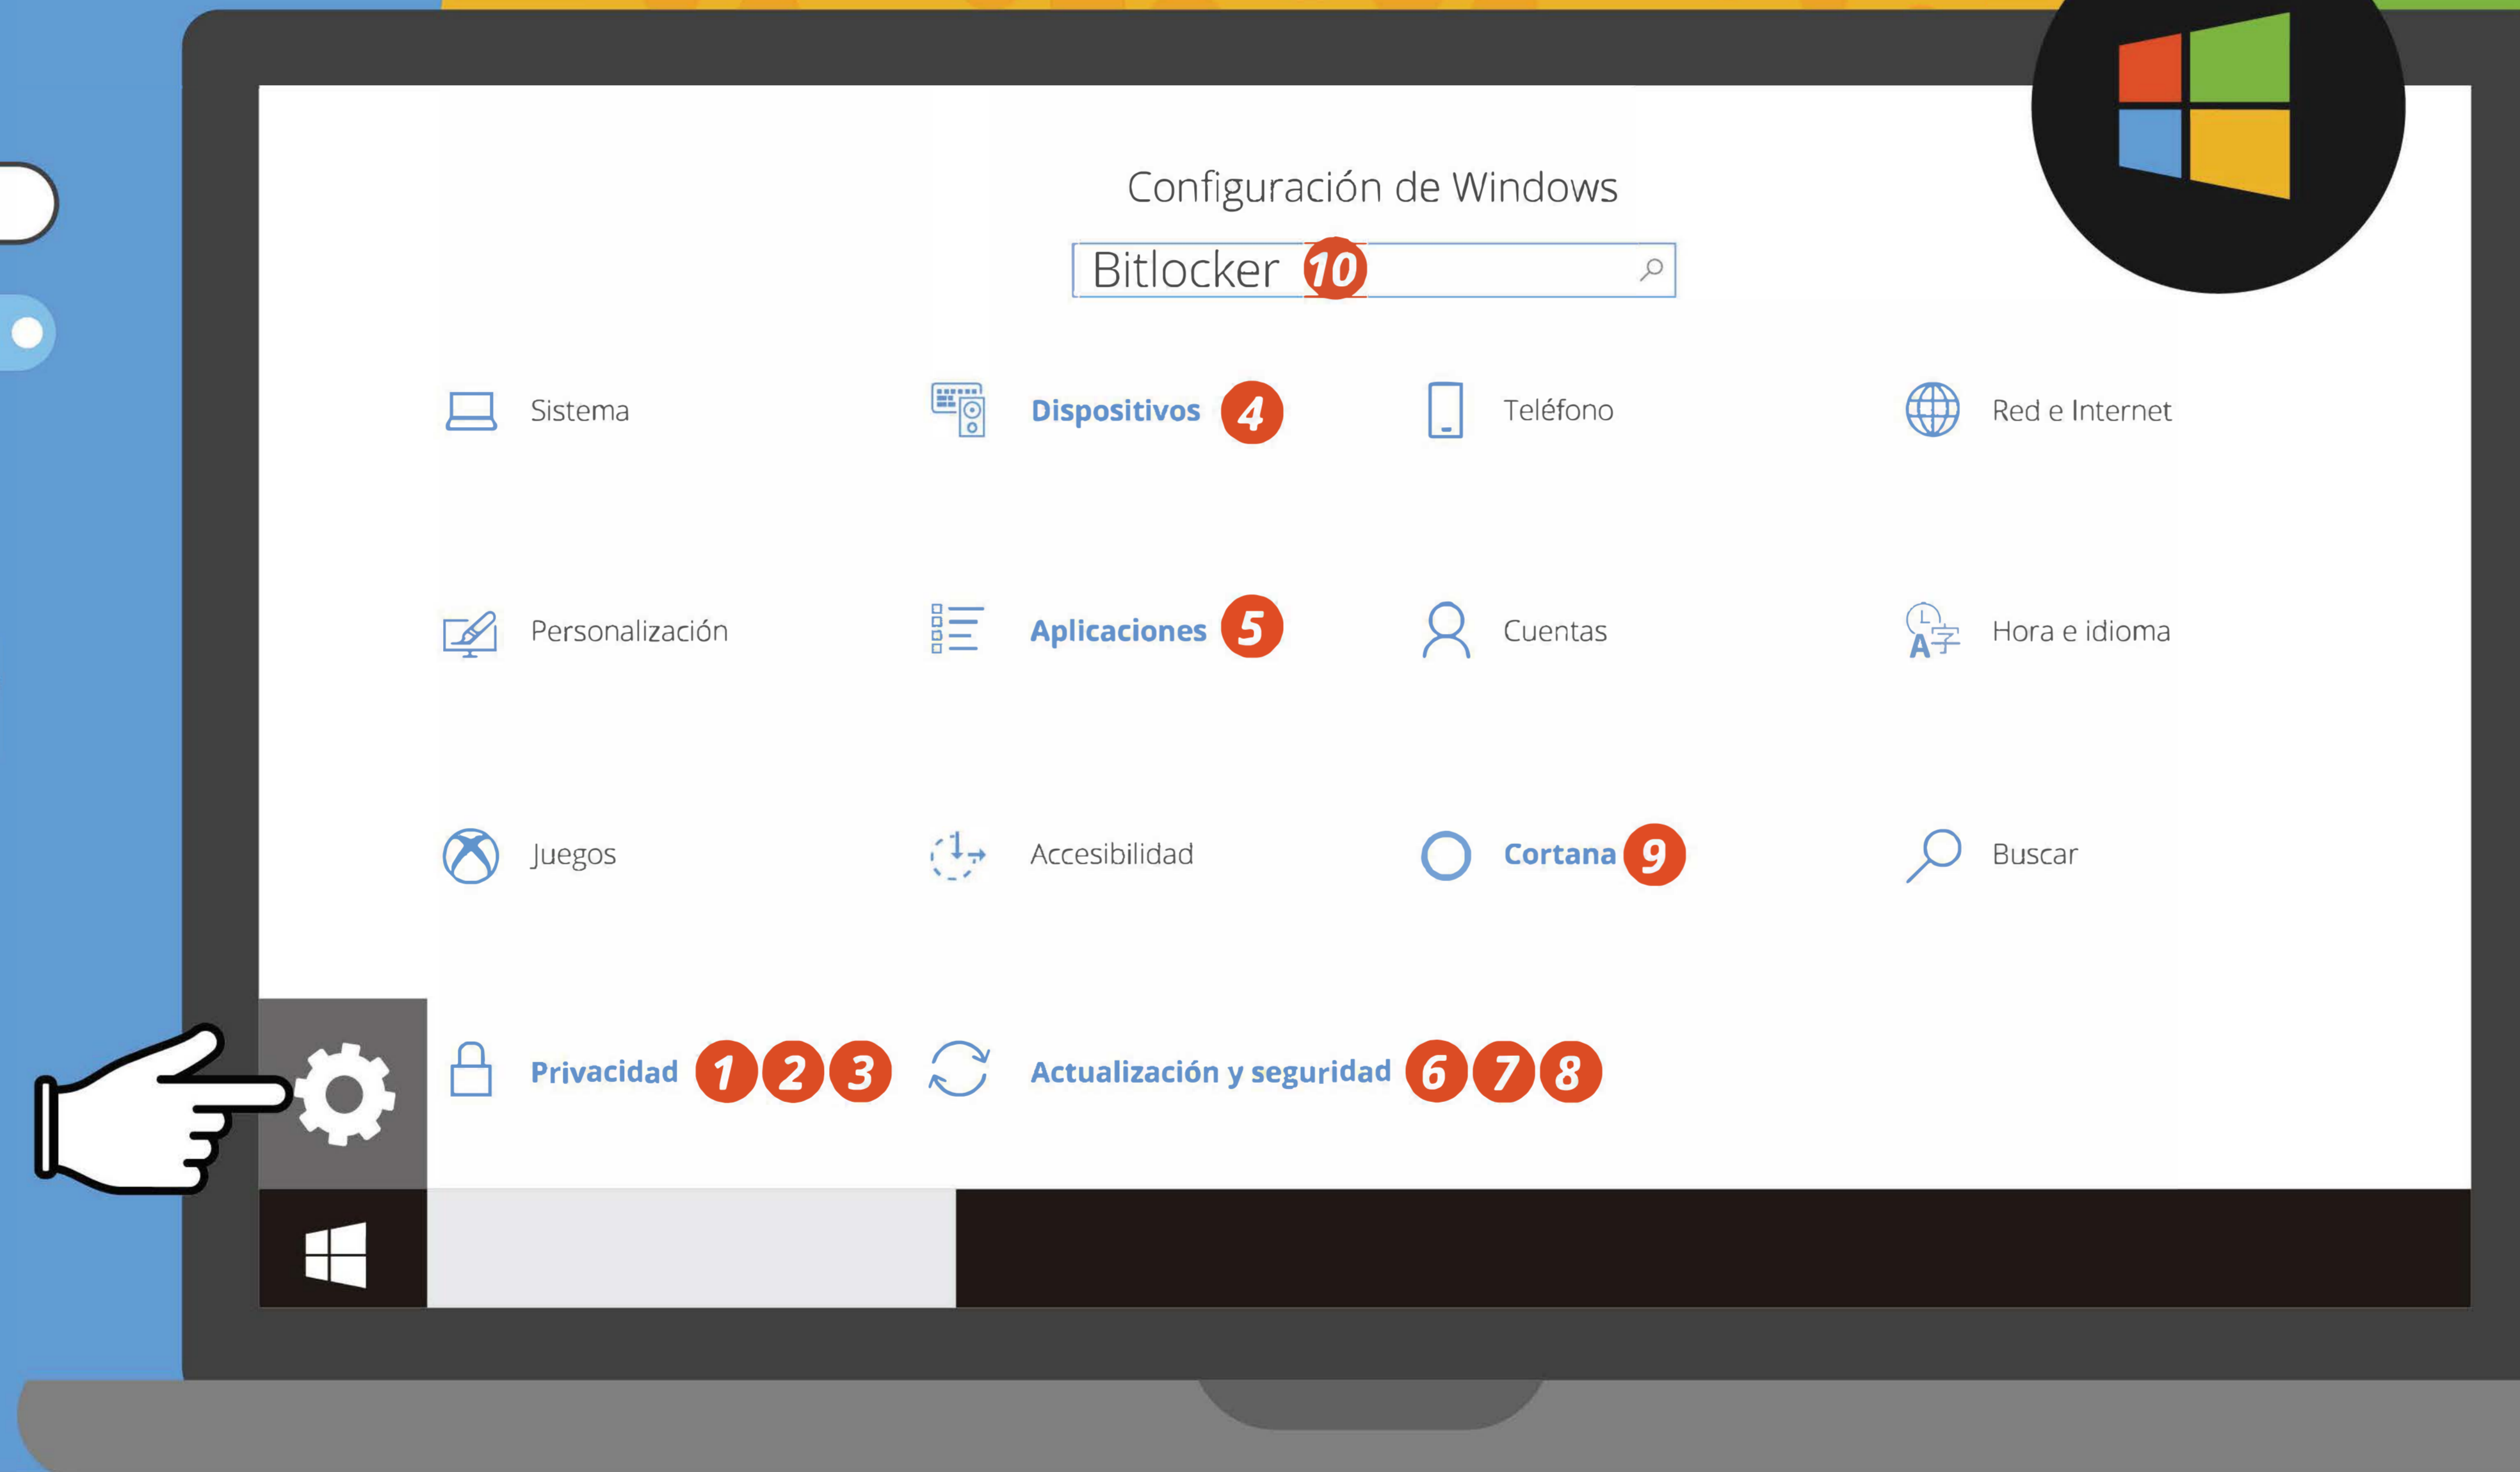 Configuración de Windows
Bitlocker 10
Sistema
Dispositivos 4
Teléfono
Red e Internet
Personalización
Aplicaciones 5
Cuentas
Hora e idioma
Juegos
Accesibilidad
Cortana 9
Buscar
Privacidad 1 2 3
Actualización y seguridad 6 7 8